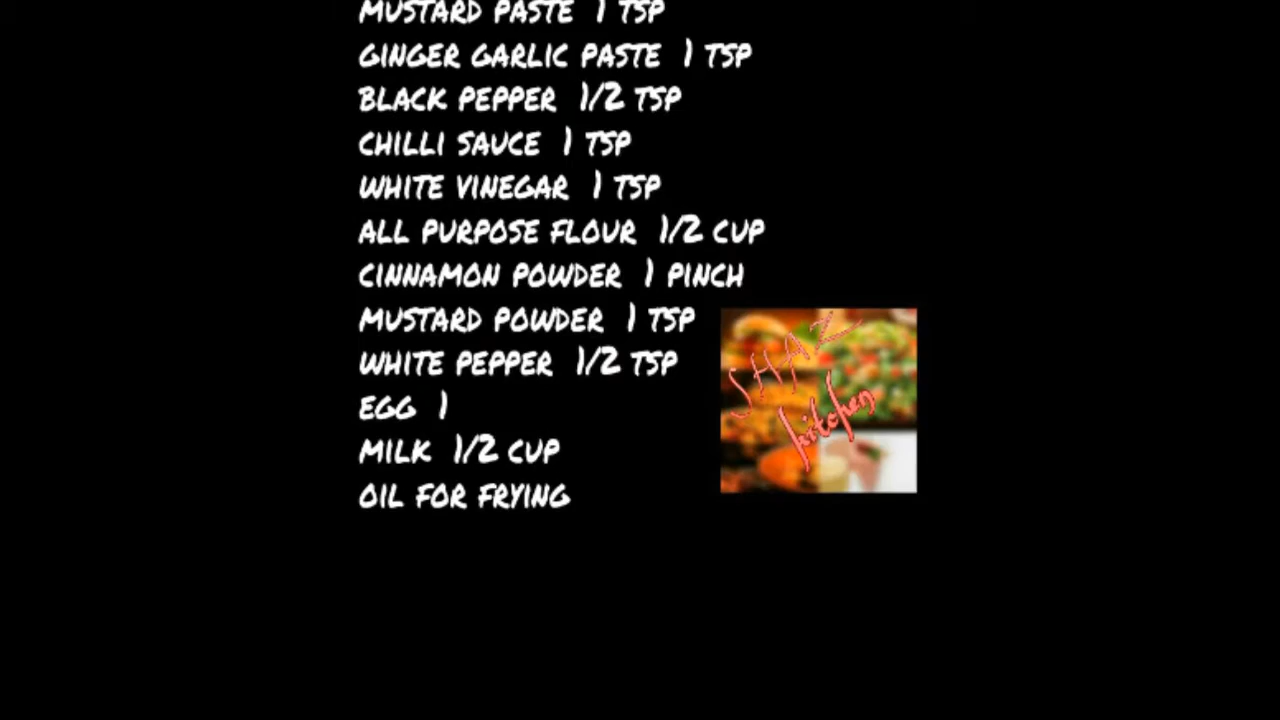 MUSTARD PASTE 1 TSP
GINGER GARLIC PASTE 1 TSP
BLACK PEPPER 1/2 TSP
CHILLI SAUCE 1 TSP
WHITE VINEGAR 1 TSP
ALL PURPOSE FLOUR 1/2 CUP
CINNAMON POWDER 1 PINCH
MUSTARD POWDER 1 TSP
WHITE PEPPER 1/2 TSP
EGG 1
MILK 1/2 CUP
OIL FOR FRYING
SHAZ
kitchen